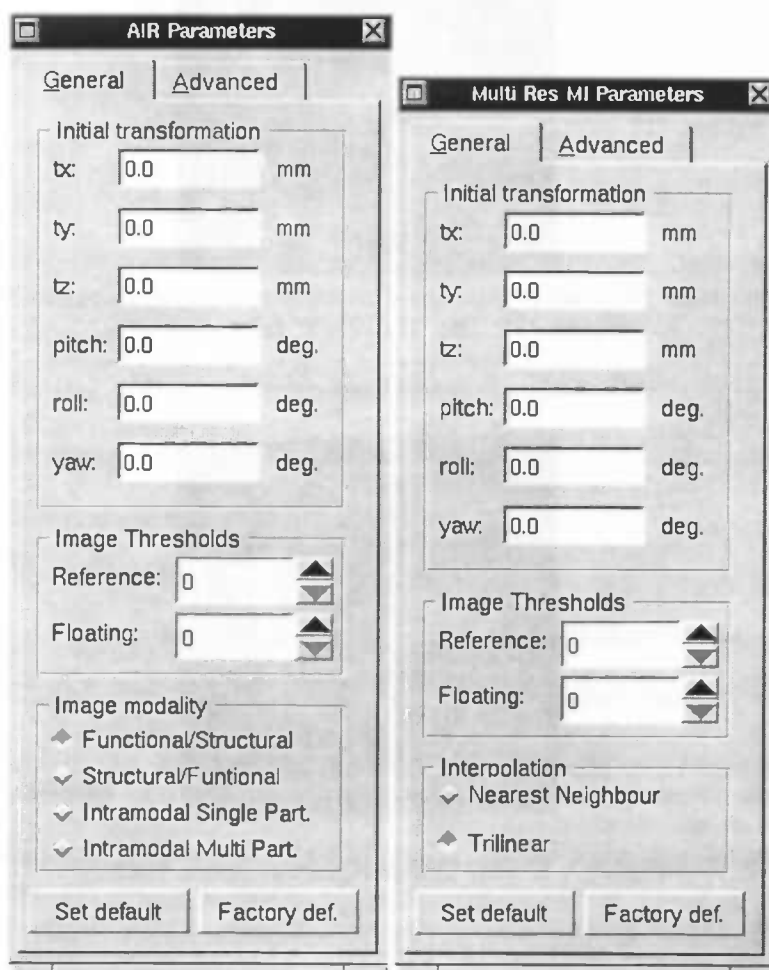 AIR Parameters
General Advanced
Initial transformation
tx: 0.0 mm
ty: 0.0 mm
tz: 0.0 mm
pitch: 0.0 deg.
roll: 0.0 deg.
yaw: 0.0 deg.
Image Thresholds
Reference: 0
Floating: 0
Image modality
Functional/Structural
Structural/Funtional
Intramodal Single Part.
Intramodal Multi Part.
Set default Factory def.
Multi Res MI Parameters
General Advanced
Initial transformation
tx: 0.0 mm
ty: 0.0 mm
tz: 0.0 mm
pitch: 0.0 deg.
roll: 0.0 deg.
yaw: 0.0 deg.
Image Thresholds
Reference: 0
Floating: 0
Interpolation
Nearest Neighbour
Trilinear
Set default Factory def.